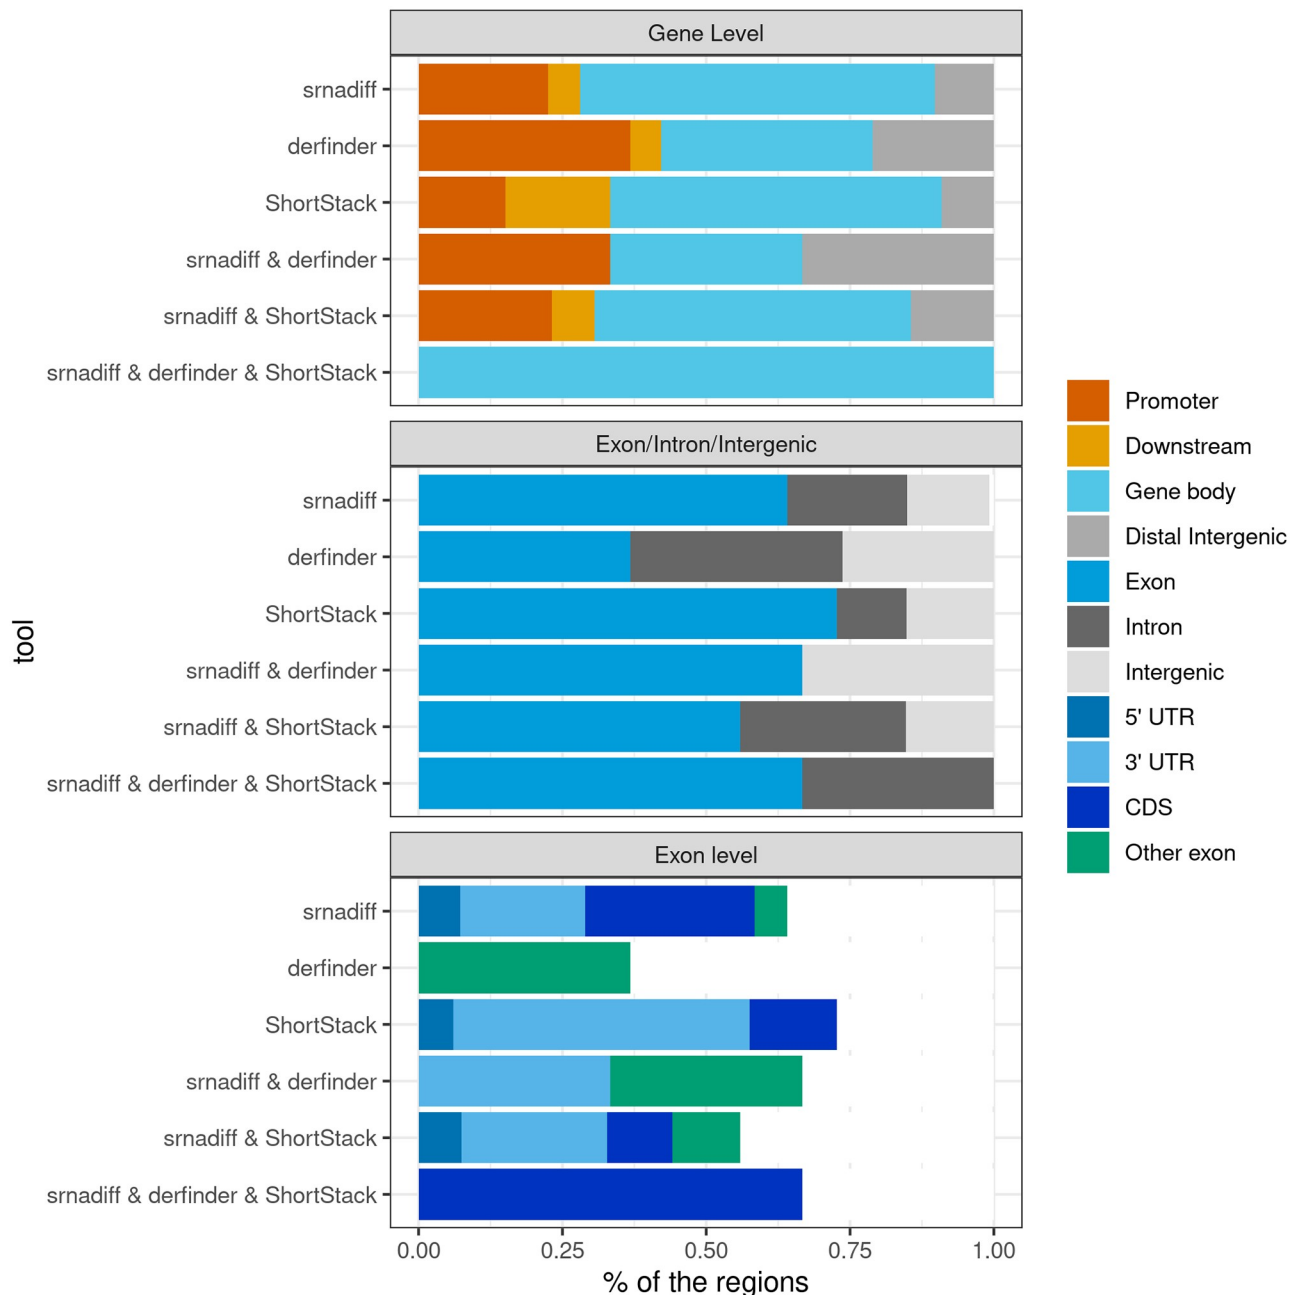 Gene Level
srnadiff
derfinder
ShortStack
srnadiff & derfinder
srnadiff & ShortStack
srnadiff & derfinder & ShortStack
Exon/Intron/Intergenic
srnadiff
derfinder
ShortStack
srnadiff & derfinder
srnadiff & ShortStack
srnadiff & derfinder & ShortStack
Exon level
srnadiff
derfinder
ShortStack
srnadiff & derfinder
srnadiff & ShortStack
srnadiff & derfinder & ShortStack
0.00 0.25 0.50 0.75 1.00
% of the regions
tool
Promoter
Downstream
Gene body
Distal Intergenic
Exon
Intron
Intergenic
5' UTR
3' UTR
CDS
Other exon